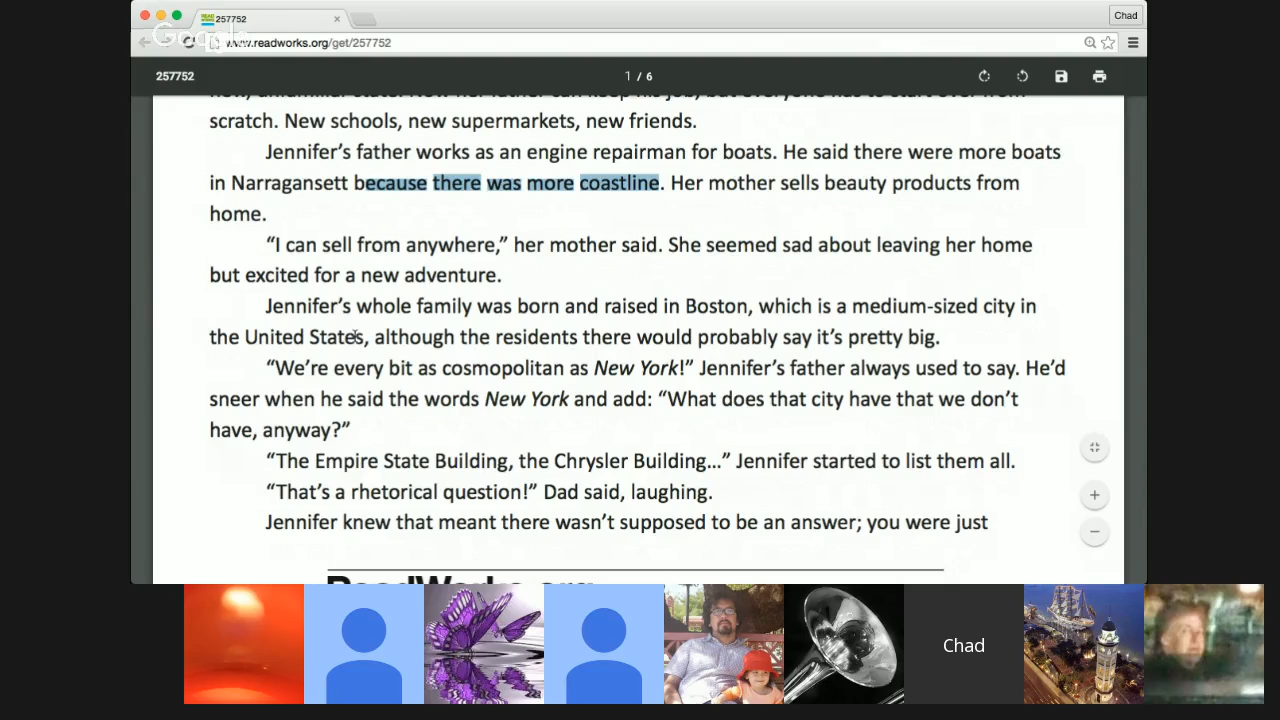 257752
Chad
Google
www.readworks.org/get/257752
257752
1 / 6
scratch. New schools, new supermarkets, new friends.
Jennifer’s father works as an engine repairman for boats. He said there were more boats
in Narragansett because there was more coastline. Her mother sells beauty products from
home.
“I can sell from anywhere,” her mother said. She seemed sad about leaving her home
but excited for a new adventure.
Jennifer’s whole family was born and raised in Boston, which is a medium-sized city in
the United States, although the residents there would probably say it’s pretty big.
“We’re every bit as cosmopolitan as New York!” Jennifer’s father always used to say. He’d
sneer when he said the words New York and add: “What does that city have that we don’t
have, anyway?”
“The Empire State Building, the Chrysler Building…” Jennifer started to list them all.
“That’s a rhetorical question!” Dad said, laughing.
Jennifer knew that meant there wasn’t supposed to be an answer; you were just
ReadWorks.org
Chad